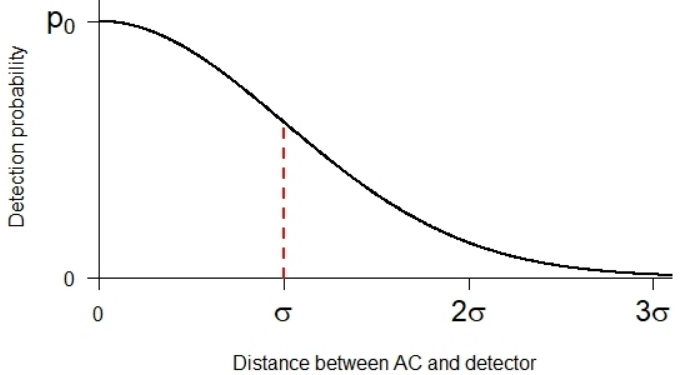 p₀
Detection probability
0
0
σ
2σ
3σ
Distance between AC and detector